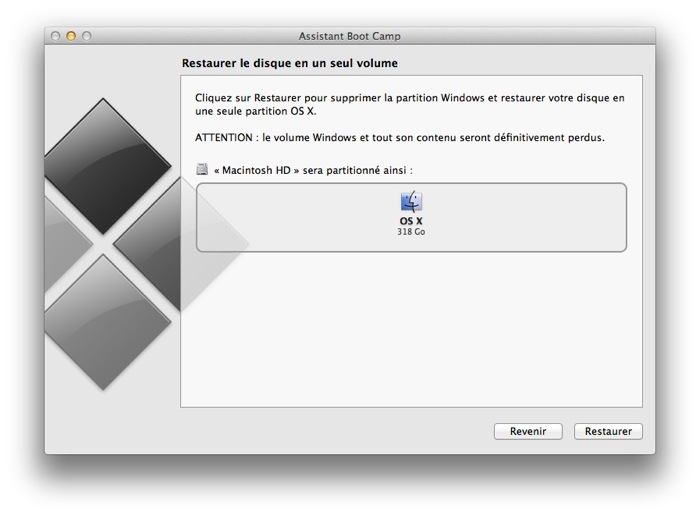 Assistant Boot Camp
Restaurer le disque en un seul volume
Cliquez sur Restaurer pour supprimer la partition Windows et restaurer votre disque en
une seule partition OS X.
ATTENTION : le volume Windows et tout son contenu seront définitivement perdus.
« Macintosh HD » sera partitionné ainsi :
OS X
318 Go
Revenir
Restaurer